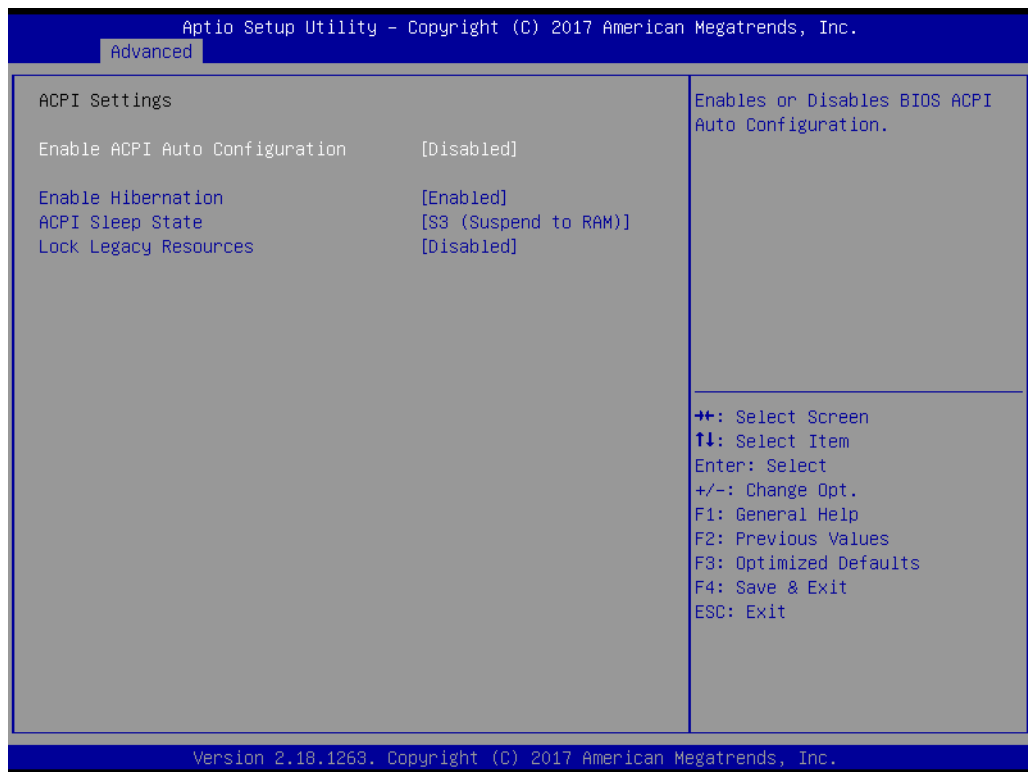 Aptio Setup Utility – Copyright (C) 2017 American Megatrends, Inc.
Advanced
ACPI Settings
Enable ACPI Auto Configuration [Disabled]
Enable Hibernation [Enabled]
ACPI Sleep State [S3 (Suspend to RAM)]
Lock Legacy Resources [Disabled]
Enables or Disables BIOS ACPI
Auto Configuration.
→←: Select Screen
↑↓: Select Item
Enter: Select
+/-: Change Opt.
F1: General Help
F2: Previous Values
F3: Optimized Defaults
F4: Save & Exit
ESC: Exit
Version 2.18.1263. Copyright (C) 2017 American Megatrends, Inc.